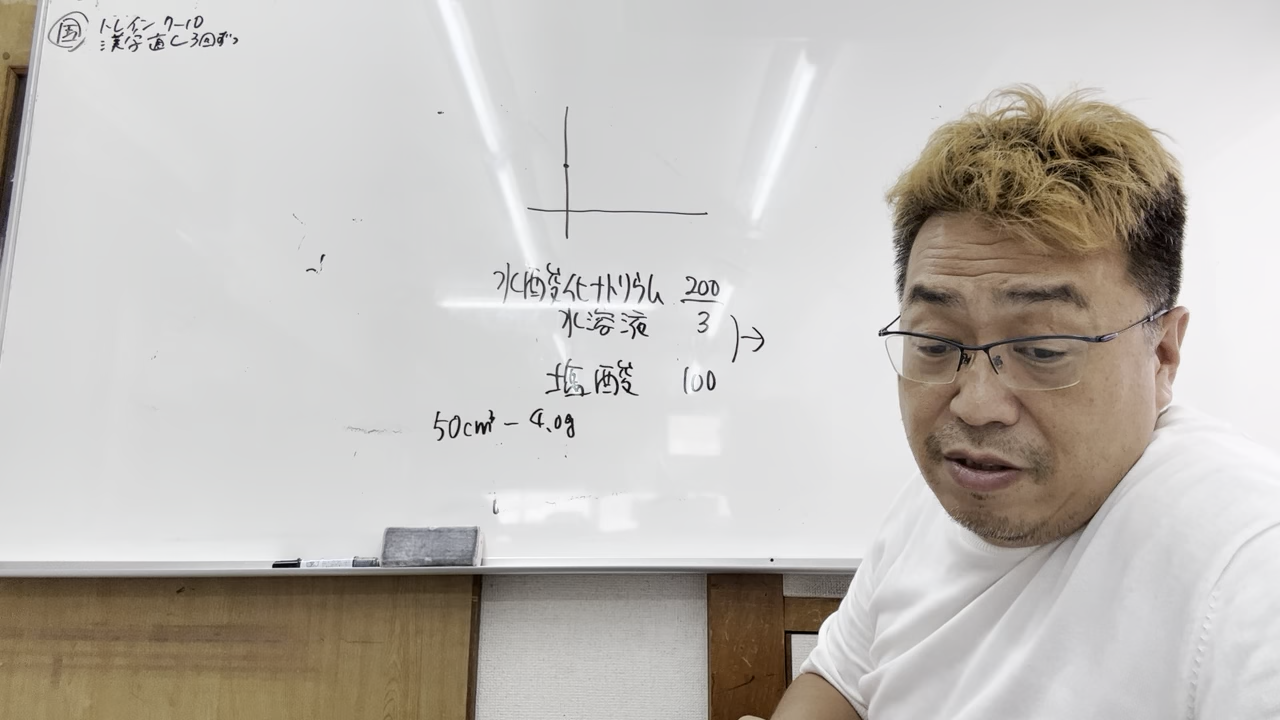 国 トレイン 7-10
漢字直し3回ずつ
水酸化ナトリウム 200
水溶液 3
塩酸 100
50cm³ - 4.0g